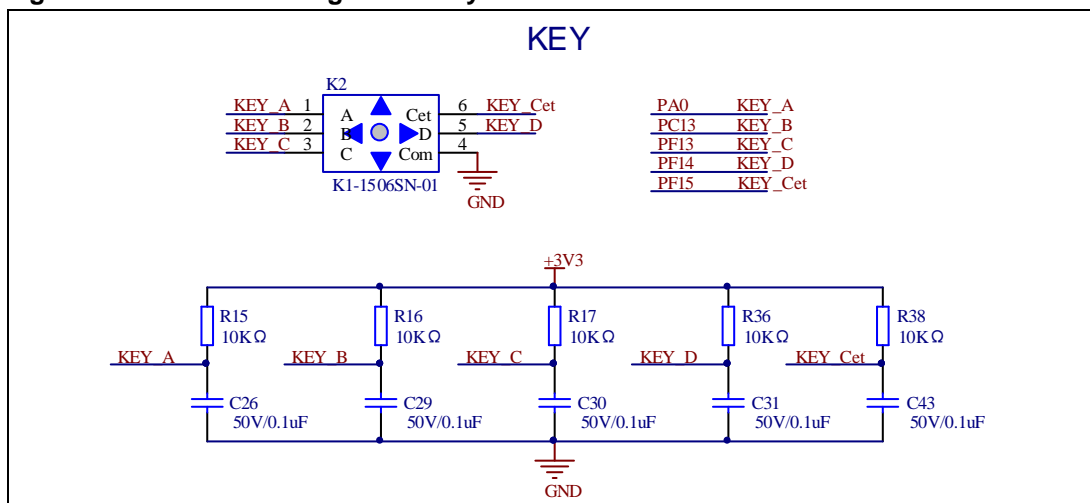 KEY
K2
KEY_A 1 A Cet 6 KEY_Cet
KEY_B 2 B D 5 KEY_D
KEY_C 3 C Com 4
K1-1506SN-01
GND
PA0 KEY_A
PC13 KEY_B
PF13 KEY_C
PF14 KEY_D
PF15 KEY_Cet
+3V3
R15 R16 R17 R36 R38
10KΩ 10KΩ 10KΩ 10KΩ 10KΩ
KEY_A KEY_B KEY_C KEY_D KEY_Cet
C26 C29 C30 C31 C43
50V/0.1uF 50V/0.1uF 50V/0.1uF 50V/0.1uF 50V/0.1uF
GND